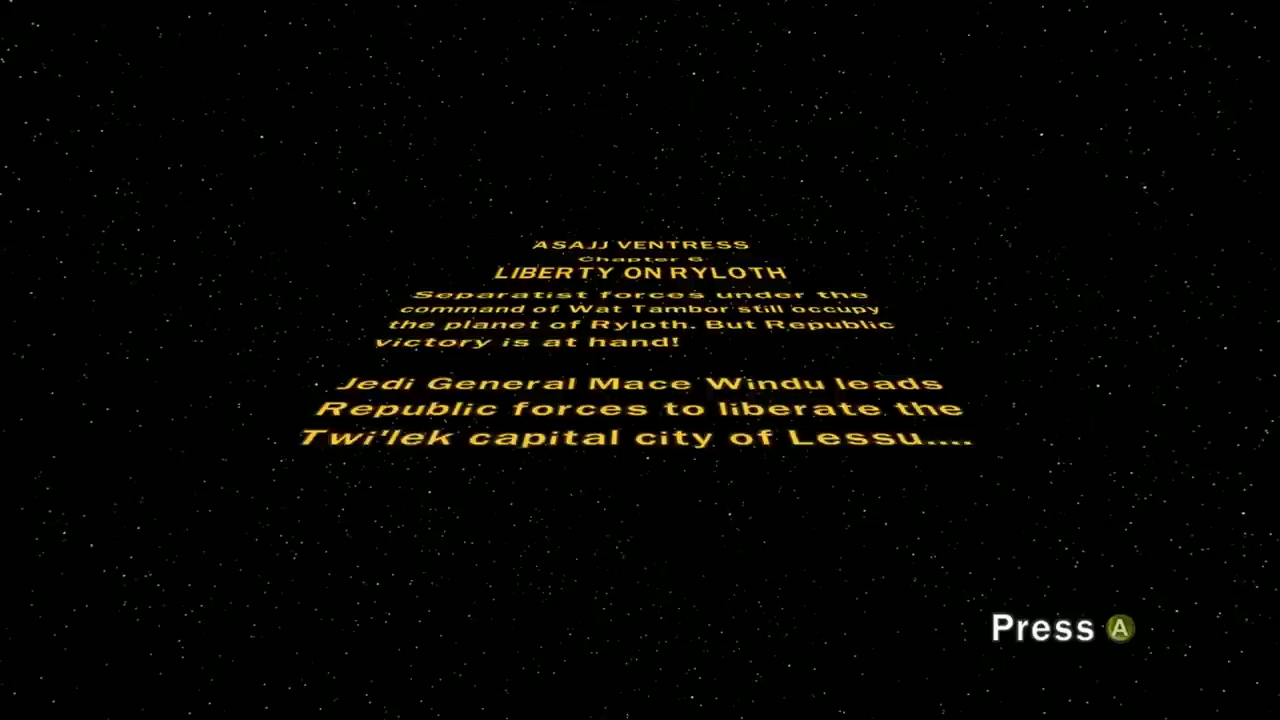 ASAJJ VENTRESS
Chapter 6
LIBERTY ON RYLOTH
Separatist forces under the
command of Wat Tambor still occupy
the planet of Ryloth. But Republic
victory is at hand!
Jedi General Mace Windu leads
Republic forces to liberate the
Twi'lek capital city of Lessu....
Press A